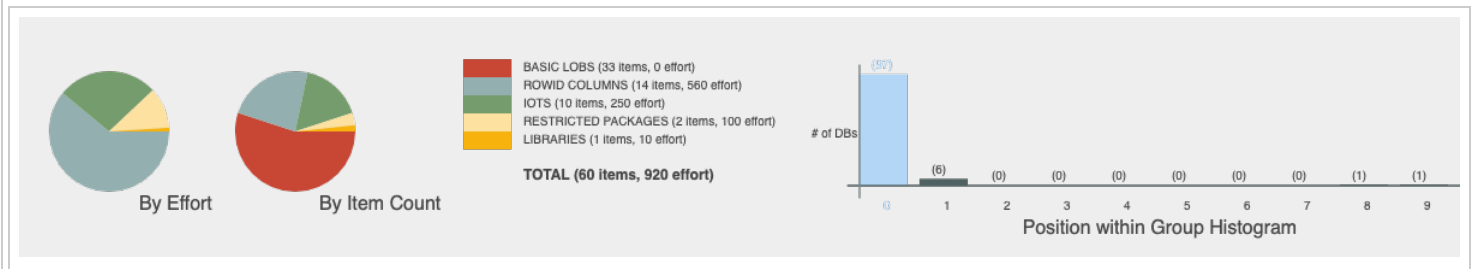 BASIC LOBS (33 items, 0 effort)
ROWID COLUMNS (14 items, 560 effort)
IOTS (10 items, 250 effort)
RESTRICTED PACKAGES (2 items, 100 effort)
LIBRARIES (1 items, 10 effort)
TOTAL (60 items, 920 effort)
By Effort
By Item Count
# of DBs
(6) (0) (0) (0) (0) (0) (0) (1) (1)
1 2 3 4 5 6 7 8 9
Position within Group Histogram